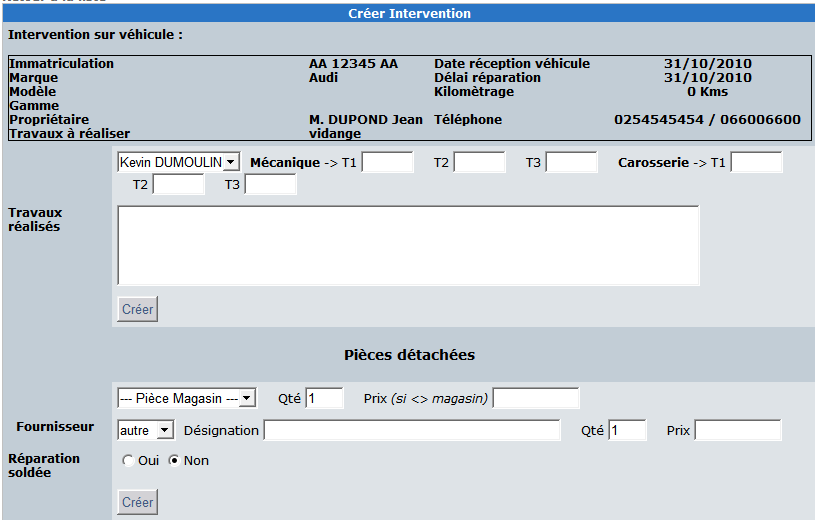 Créer Intervention
Intervention sur véhicule :
Immatriculation AA 12345 AA Date réception véhicule 31/10/2010
Marque Audi Délai réparation 31/10/2010
Modèle Kilomètrage 0 Kms
Gamme
Propriétaire M. DUPOND Jean Téléphone 0254545454 / 066006600
Travaux à réaliser vidange
Kevin DUMOULIN Mécanique -> T1 T2 T3 Carosserie -> T1
T2 T3
Travaux
réalisés
Créer
Pièces détachées
--- Pièce Magasin --- Qté 1 Prix (si <> magasin)
Fournisseur autre Désignation Qté 1 Prix
Réparation
soldée
Oui Non
Créer